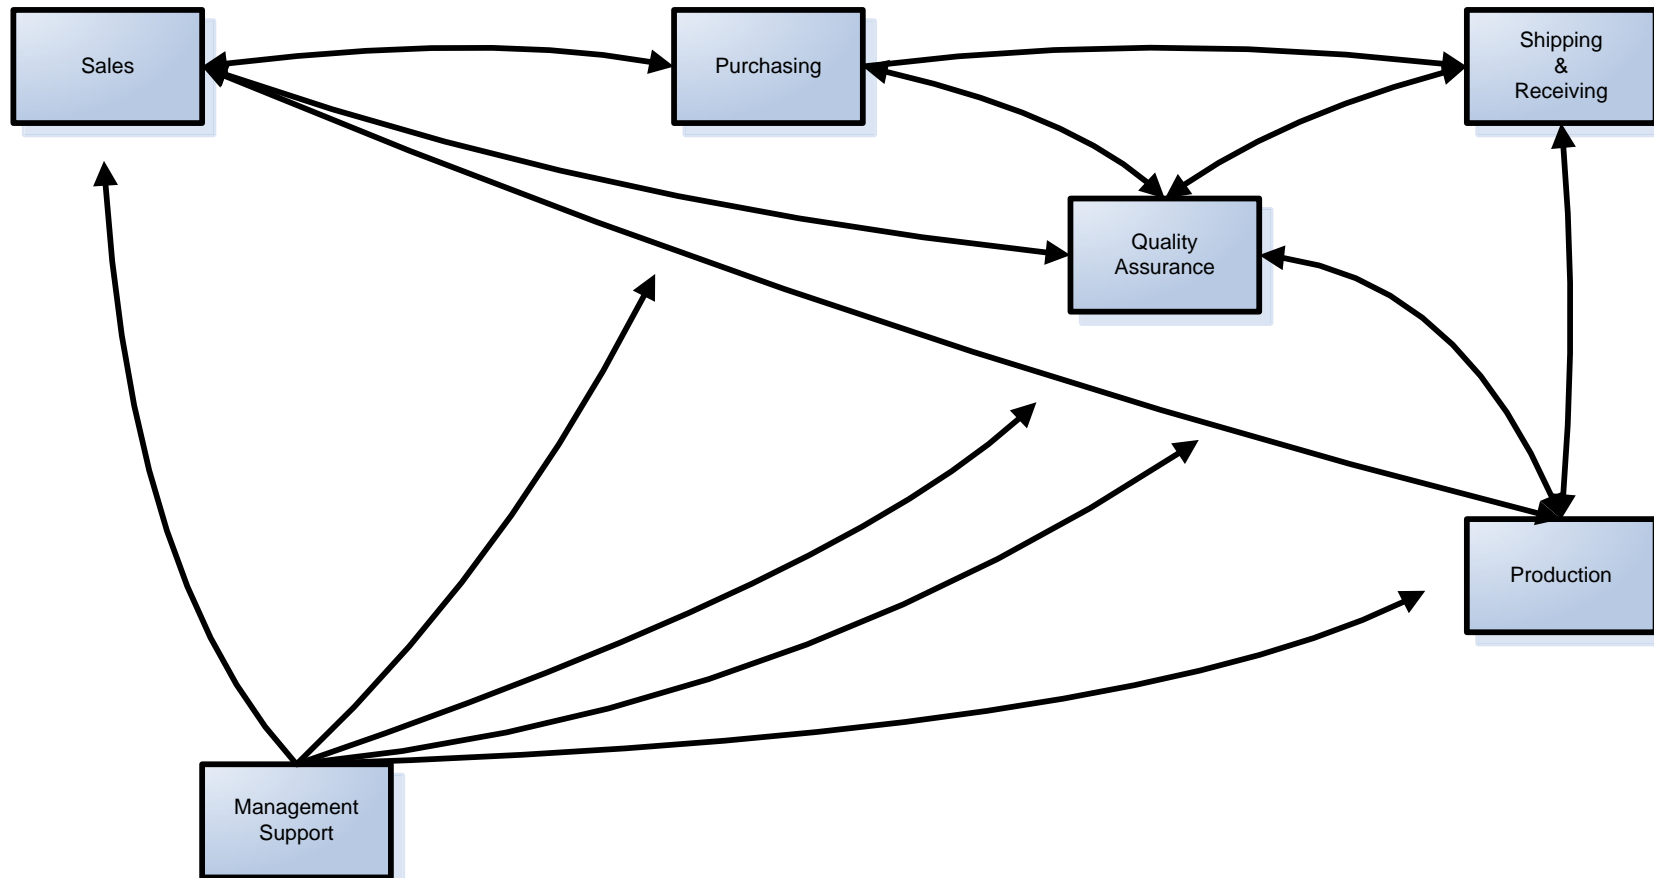 Sales
Purchasing
Shipping
&
Receiving
Quality
Assurance
Production
Management
Support